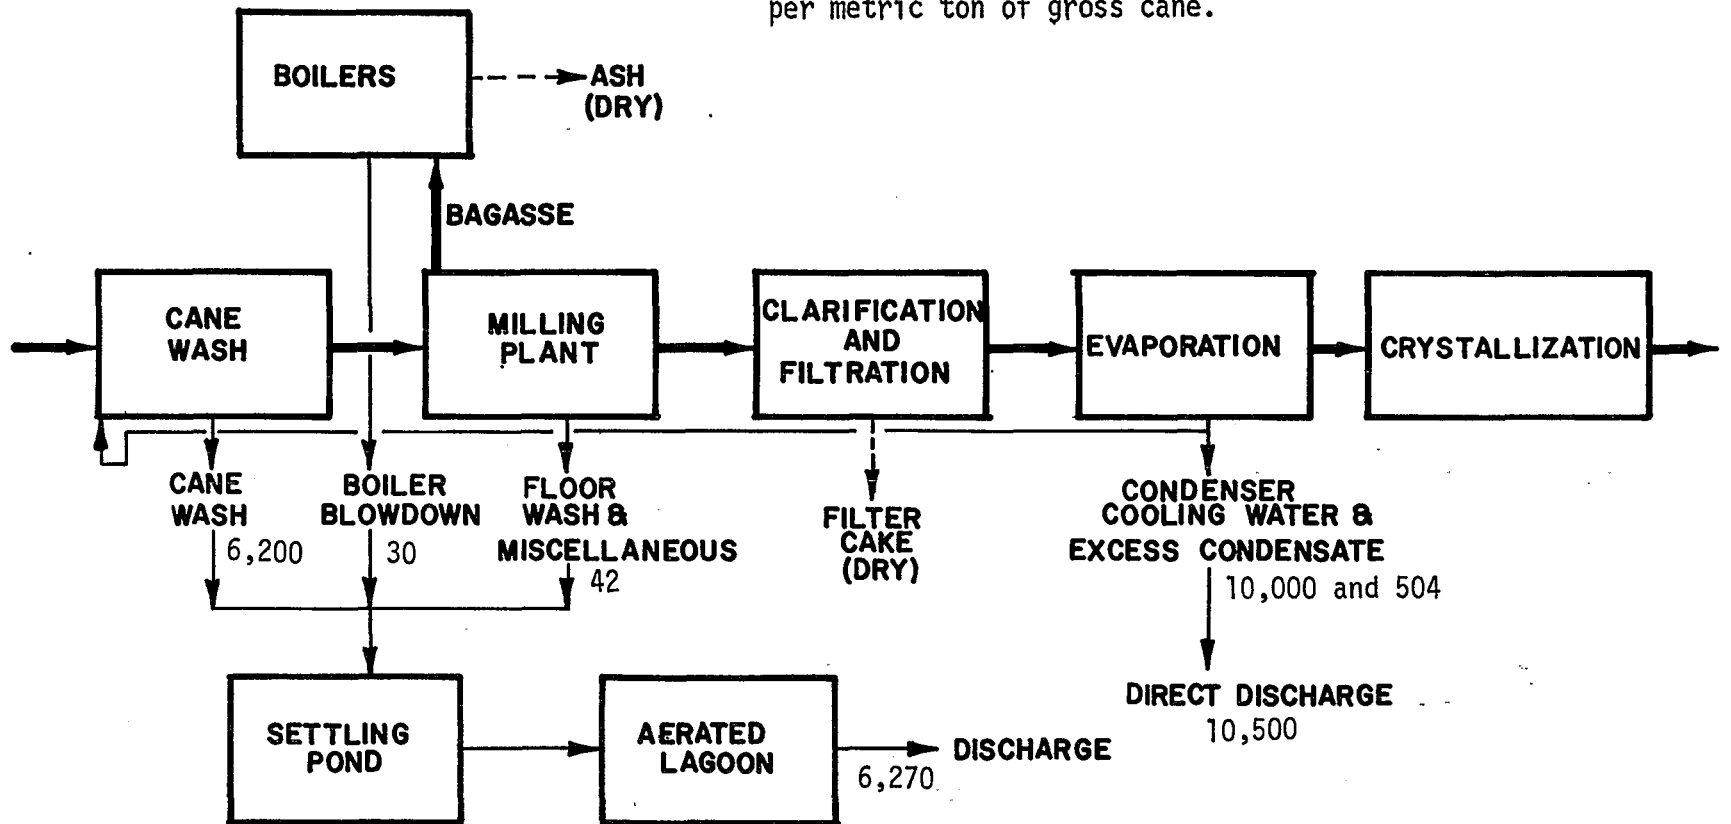 per metric ton of gross cane.
BOILERS
ASH
(DRY)
BAGASSE
CANE
WASH
MILLING
PLANT
CLARIFICATION
AND
FILTRATION
EVAPORATION
CRYSTALLIZATION
CANE
WASH
6,200
BOILER
BLOWDOWN
30
FLOOR
WASH &
MISCELLANEOUS
42
FILTER
CAKE
(DRY)
CONDENSER
COOLING WATER &
EXCESS CONDENSATE
10,000 and 504
DIRECT DISCHARGE
10,500
SETTLING
POND
AERATED
LAGOON
DISCHARGE
6,270